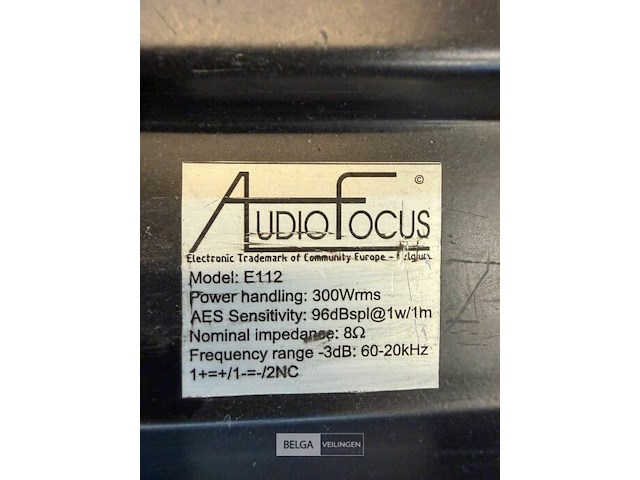 AUDIOFOCUS ©
Electronic Trademark of Community Europe - Belgium
Model: E112
Power handling: 300Wrms
AES Sensitivity: 96dBspl@1w/1m
Nominal impedance: 8Ω
Frequency range -3dB: 60-20kHz
1+=+/1-=-/2NC
BELGA VEILINGEN